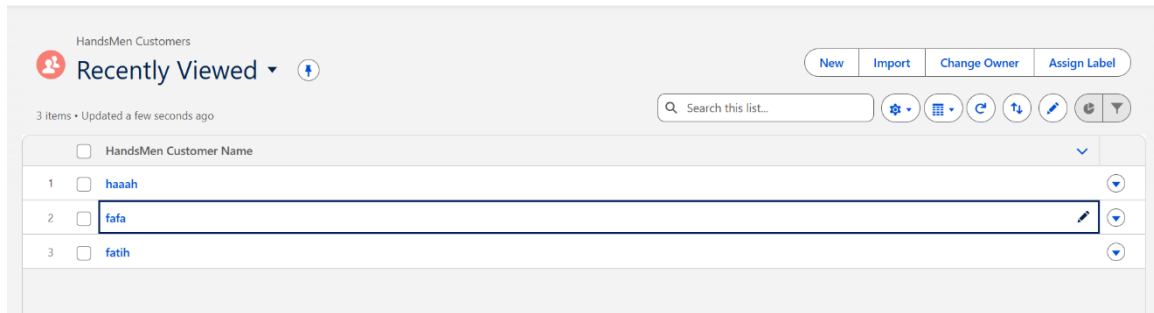 HandsMen Customers
Recently Viewed
New Import Change Owner Assign Label
3 items • Updated a few seconds ago
Search this list...
HandsMen Customer Name
1 haaah
2 fafa
3 fatih